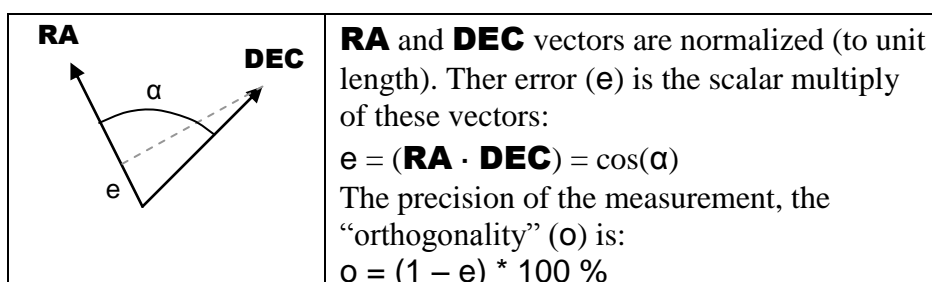 RA
DEC
α
e
RA and DEC vectors are normalized (to unit
length). Ther error (e) is the scalar multiply
of these vectors:
e = (RA · DEC) = cos(α)
The precision of the measurement, the
“orthogonality” (o) is:
o = (1 – e) * 100 %